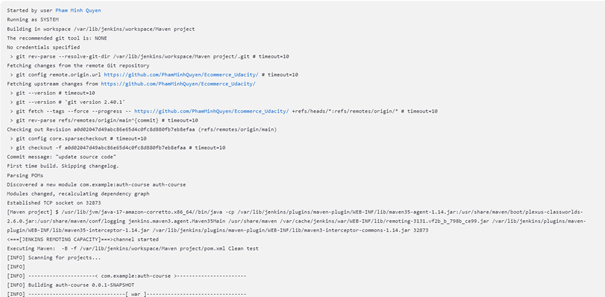 Started by user Pham Minh Quyen
Running as SYSTEM
Building in workspace /var/lib/jenkins/workspace/Maven project
The recommended git tool is: NONE
No credentials specified
> git rev-parse --resolve-git-dir /var/lib/jenkins/workspace/Maven project/.git # timeout=10
Fetching changes from the remote Git repository
> git config remote.origin.url https://github.com/PhamMinhQuyen/Ecommerce_Udacity/ # timeout=10
Fetching upstream changes from https://github.com/PhamMinhQuyen/Ecommerce_Udacity/
> git --version # timeout=10
> git --version # 'git version 2.40.1'
> git fetch --tags --force --progress -- https://github.com/PhamMinhQuyen/Ecommerce_Udacity/ +refs/heads/*:refs/remotes/origin/* # timeout=10
> git rev-parse refs/remotes/origin/main^{commit} # timeout=10
Checking out Revision (refs/remotes/origin/main)
> git config core.sparsecheckout # timeout=10
> git checkout -f # timeout=10
Commit message: "update source code"
First time build. Skipping changelog.
Parsing POMs
Discovered a new module com.example:auth-course auth-course
Modules changed, recalculating dependency graph
Established TCP socket on 32873
[Maven project] $ /usr/lib/jvm/java-17-amazon-corretto.x86_64//bin/java -cp /var/lib/jenkins/plugins/maven-plugin/WEB-INF/lib/maven35-agent-1.14.jar:/usr/share/maven/boot/plexus-classworlds-
2.6.0.jar:/usr/share/maven/conf/logging jenkins.maven3.agent.Maven35Main /usr/share/maven /var/cache/jenkins/war/WEB-INF/lib/remoting-3131.vf2b_b_798b_ce99.jar /var/lib/jenkins/plugins/maven-
plugin/WEB-INF/lib/maven35-interceptor-1.14.jar /var/lib/jenkins/plugins/maven-plugin/WEB-INF/lib/maven3-interceptor-commons-1.14.jar 32873
<===[JENKINS REMOTING CAPACITY]===>channel started
Executing Maven: -B -f /var/lib/jenkins/workspace/Maven project/pom.xml Clean test
[INFO] Scanning for projects...
[INFO]
[INFO] ----------------------< com.example:auth-course >-----------------------
[INFO] Building auth-course 0.0.1-SNAPSHOT
[INFO] --------------------------------[ war ]---------------------------------